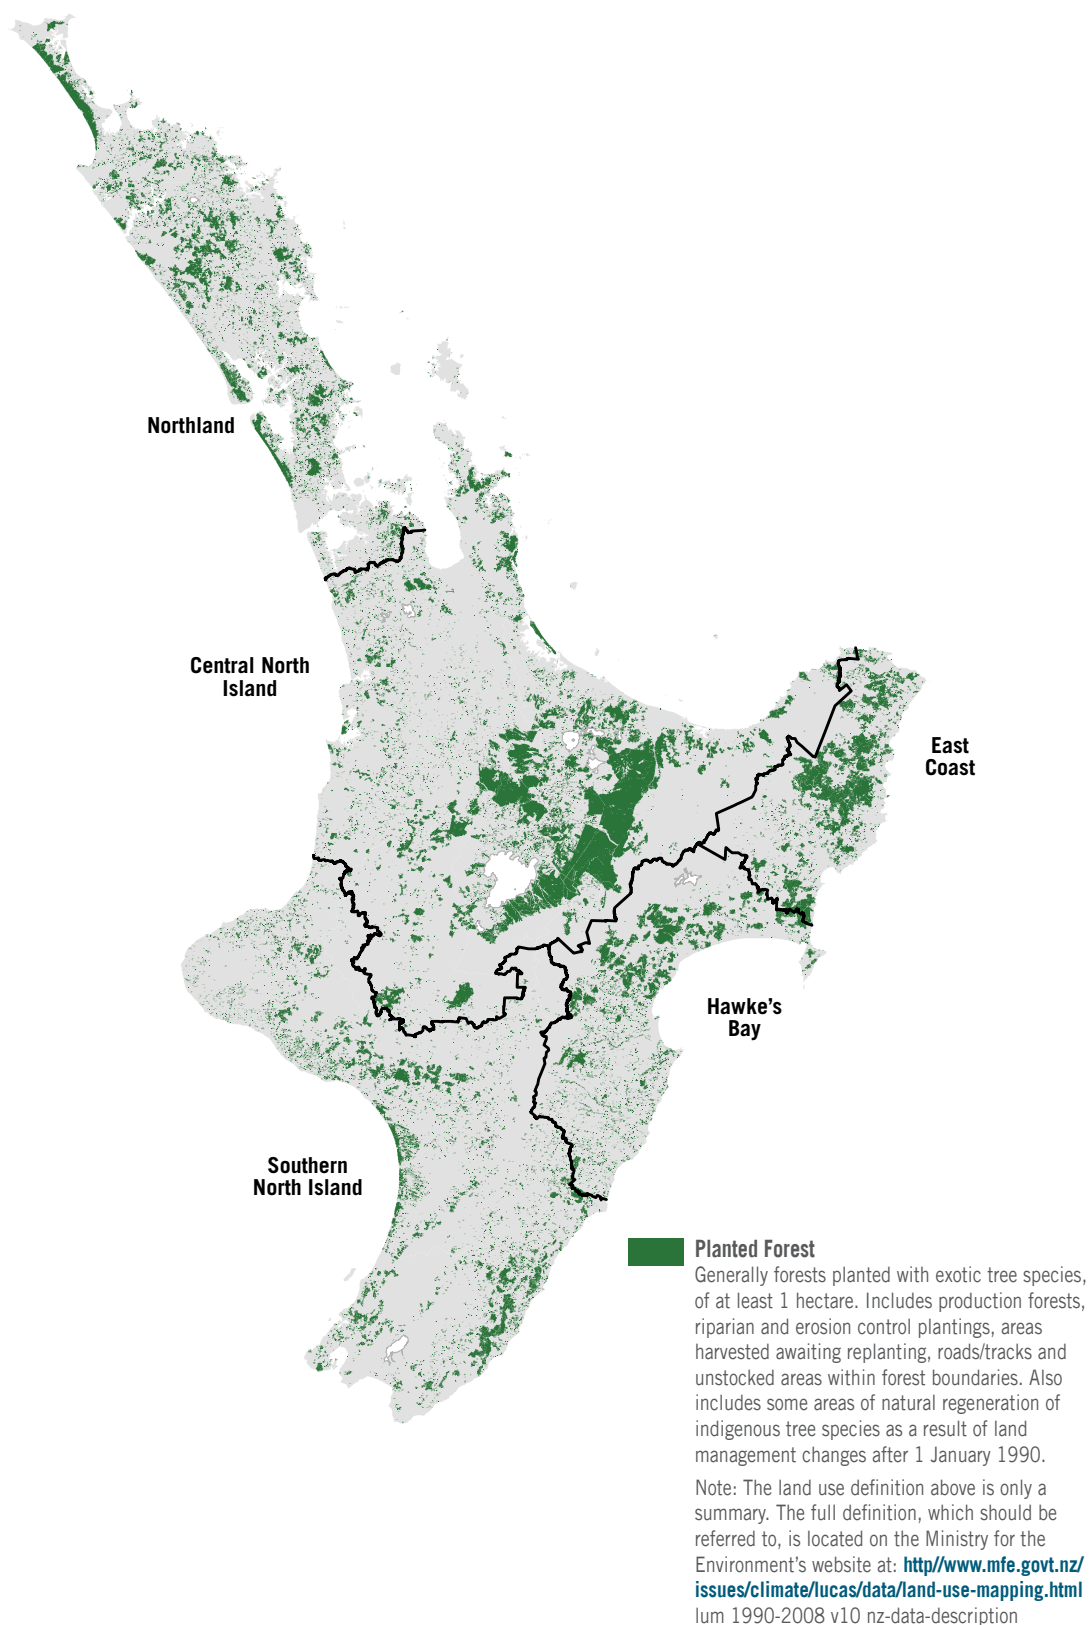 Northland
Central North
Island
East
Coast
Hawke’s
Bay
Southern
North Island
Planted Forest
Generally forests planted with exotic tree species,
of at least 1 hectare. Includes production forests,
riparian and erosion control plantings, areas
harvested awaiting replanting, roads/tracks and
unstocked areas within forest boundaries. Also
includes some areas of natural regeneration of
indigenous tree species as a result of land
management changes after 1 January 1990.
Note: The land use definition above is only a
summary. The full definition, which should be
referred to, is located on the Ministry for the
Environment’s website at: http//www.mfe.govt.nz/
issues/climate/lucas/data/land-use-mapping.html
lum 1990-2008 v10 nz-data-description